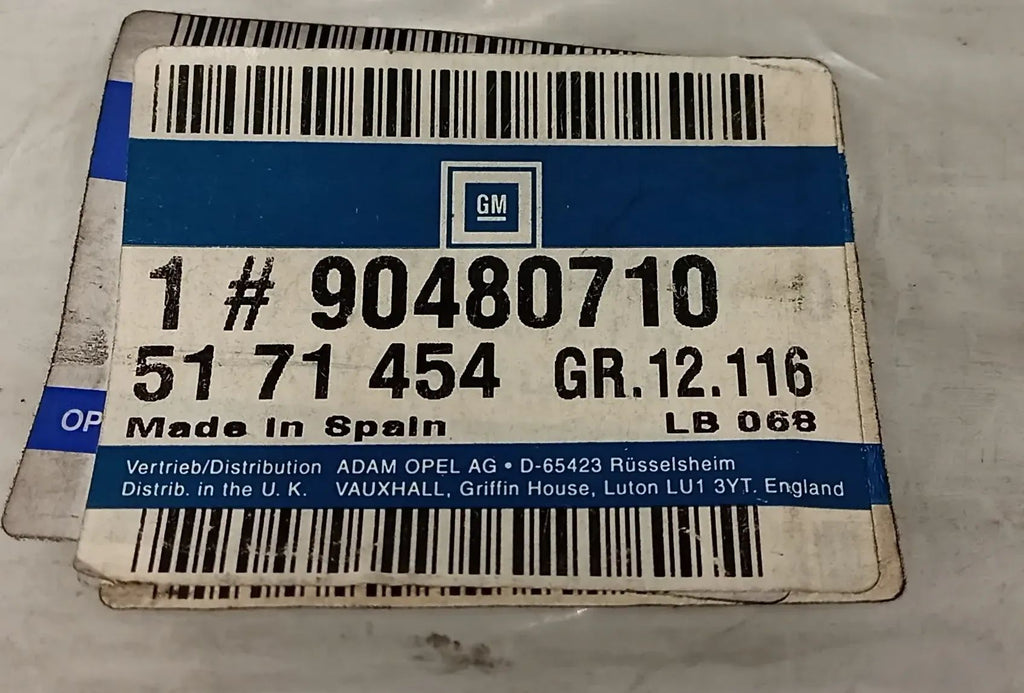 GM
1 # 90480710
51 71 454 GR.12.116
Made in Spain LB 068
OP
Vertrieb/Distribution ADAM OPEL AG • D-65423 Rüsselsheim
Distrib. in the U. K. VAUXHALL, Griffin House, Luton LU1 3YT. England